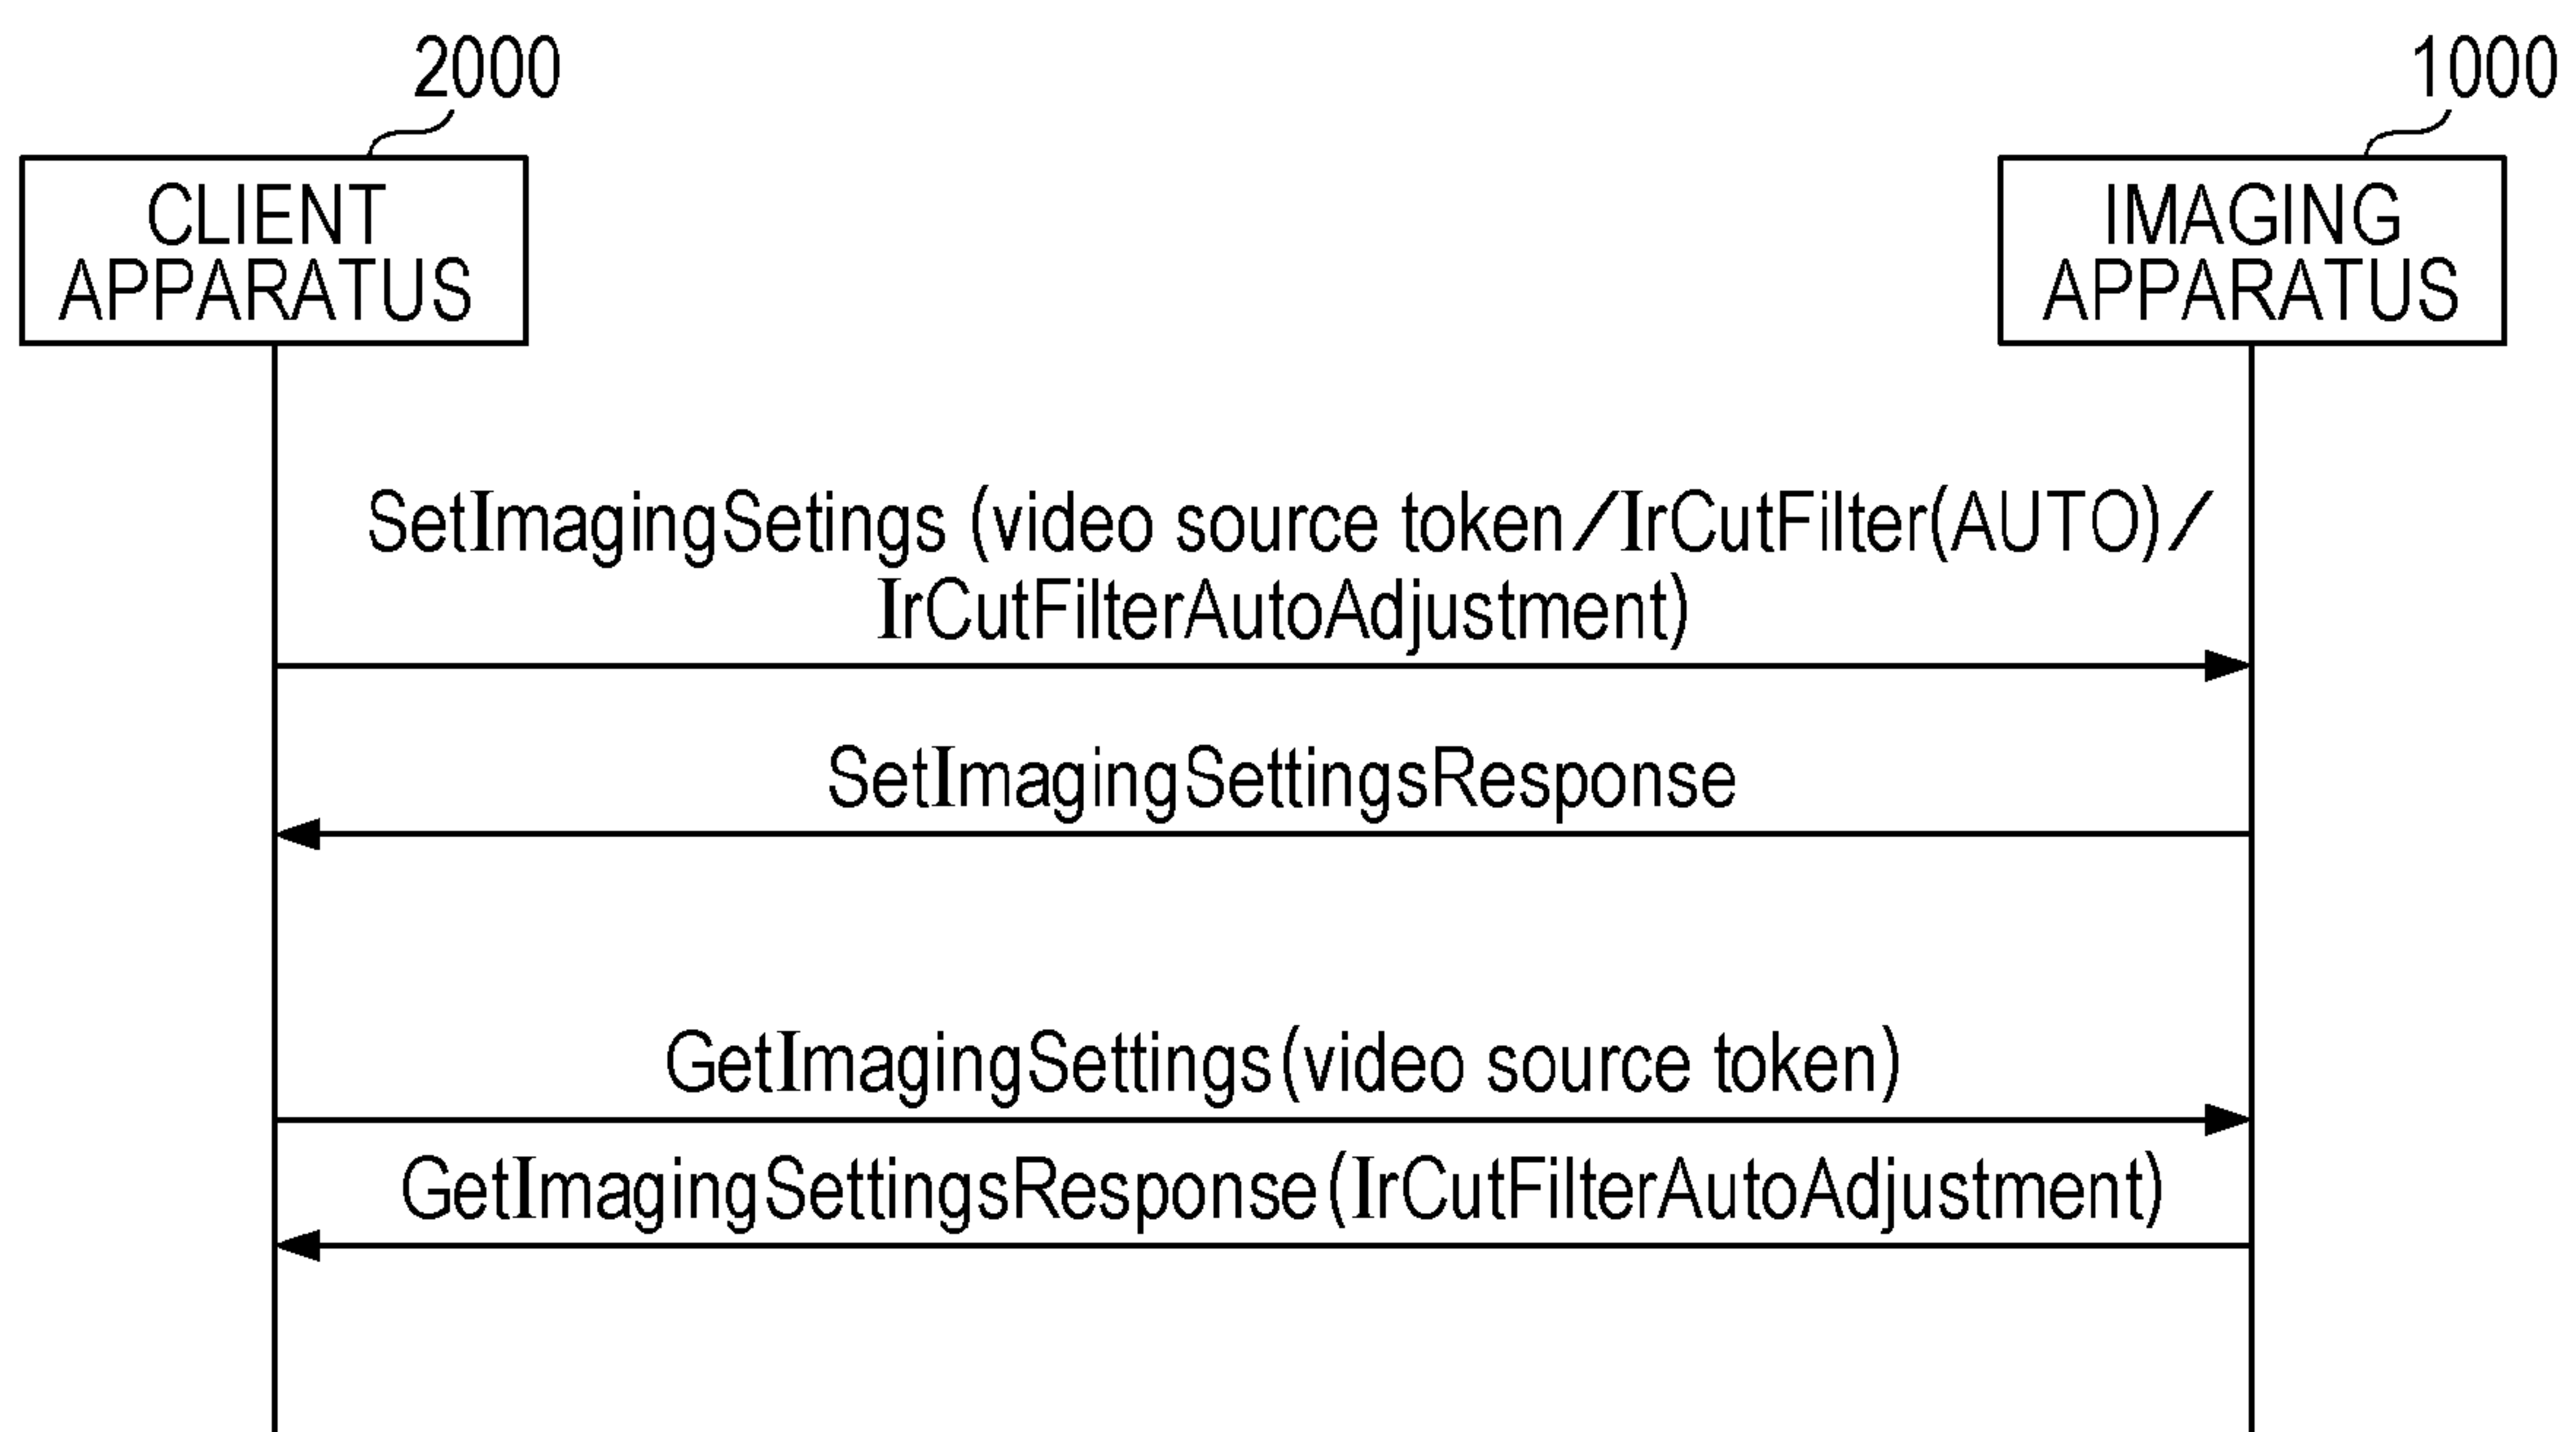 2000
1000
CLIENT
APPARATUS
IMAGING
APPARATUS
SetImagingSetings (video source token/IrCutFilter(AUTO)/
IrCutFilterAutoAdjustment)
SetImagingSettingsResponse
GetImagingSettings(video source token)
GetImagingSettingsResponse(IrCutFilterAutoAdjustment)